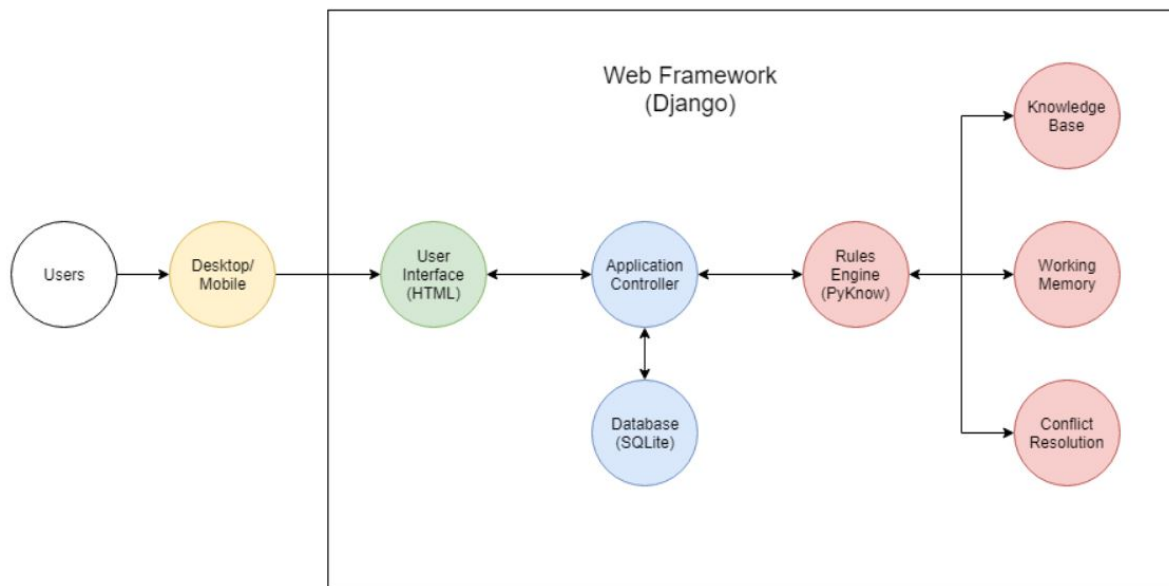 Web Framework
(Django)
Knowledge
Base
Users
Desktop/
Mobile
User
Interface
(HTML)
Application
Controller
Rules
Engine
(PyKnow)
Working
Memory
Database
(SQLite)
Conflict
Resolution